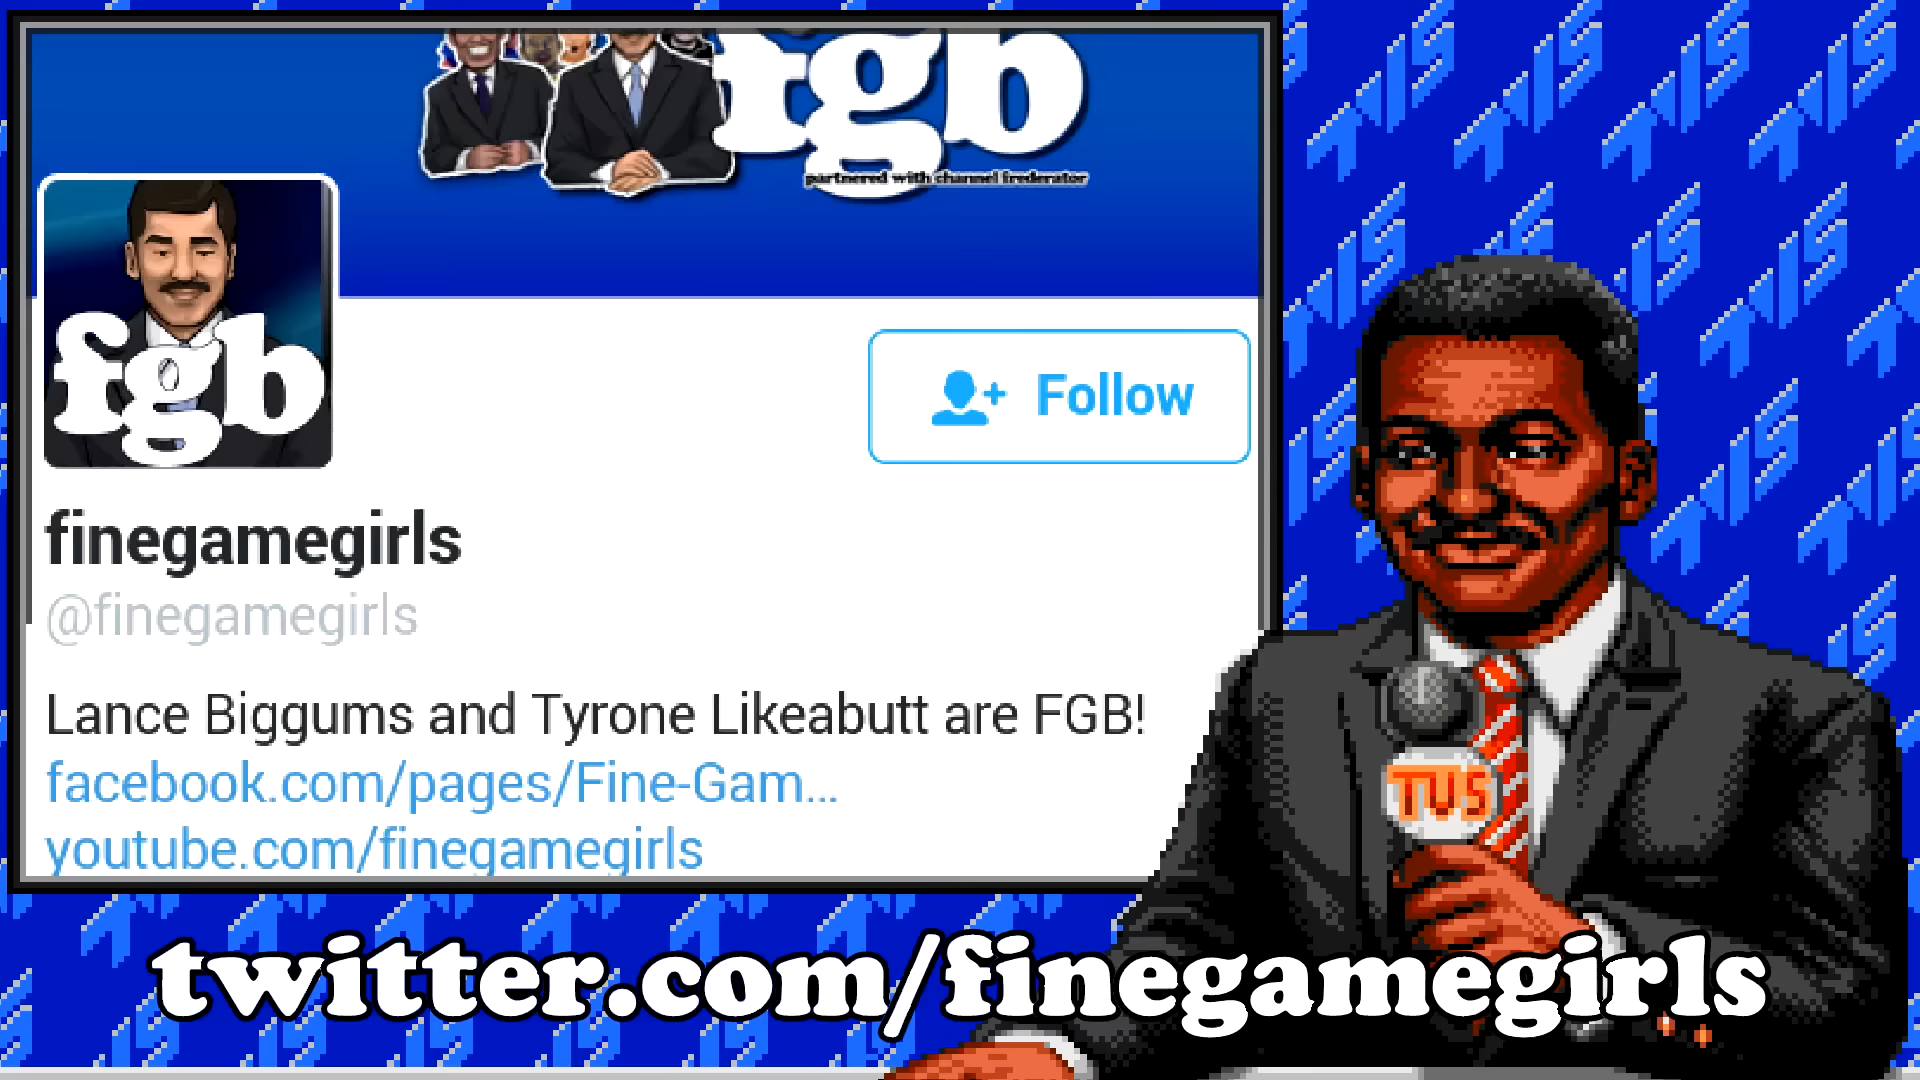 fgb
partnered with channel frederator
fgb
Follow
finegamegirls
@finegamegirls
Lance Biggums and Tyrone Likeabutt are FGB!
facebook.com/pages/Fine-Gam...
youtube.com/finegamegirls
TVS
twitter.com/finegamegirls